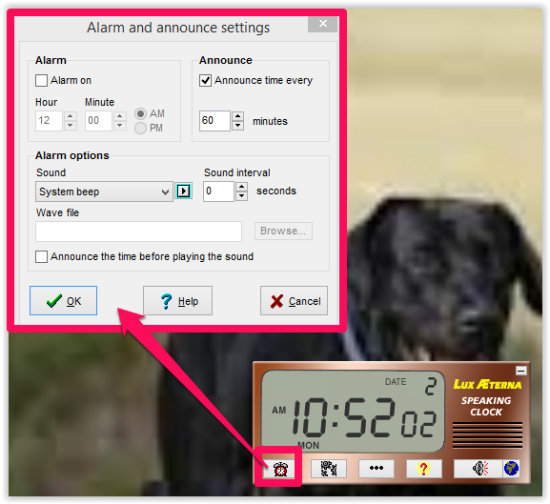 Alarm and announce settings
Alarm
Alarm on
Hour Minute
12 00 AM
PM
Announce
Announce time every
60 minutes
Alarm options
Sound Sound interval
System beep 0 seconds
Wave file
Browse...
Announce the time before playing the sound
OK Help Cancel
DATE 2
LUX ÆTERNA
SPEAKING
CLOCK
AM 10:52 02
MON